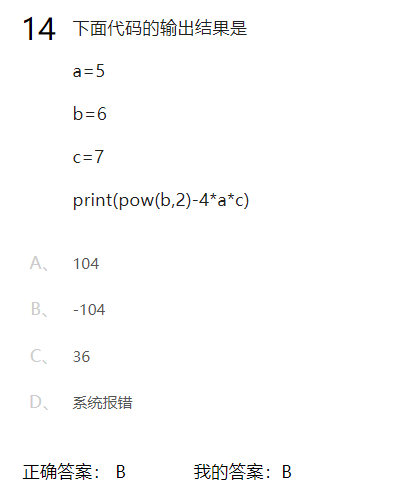 14 下面代码的输出结果是
a=5
b=6
c=7
print(pow(b,2)-4*a*c)
A、 104
B、 -104
C、 36
D、 系统报错
正确答案： B 我的答案：B